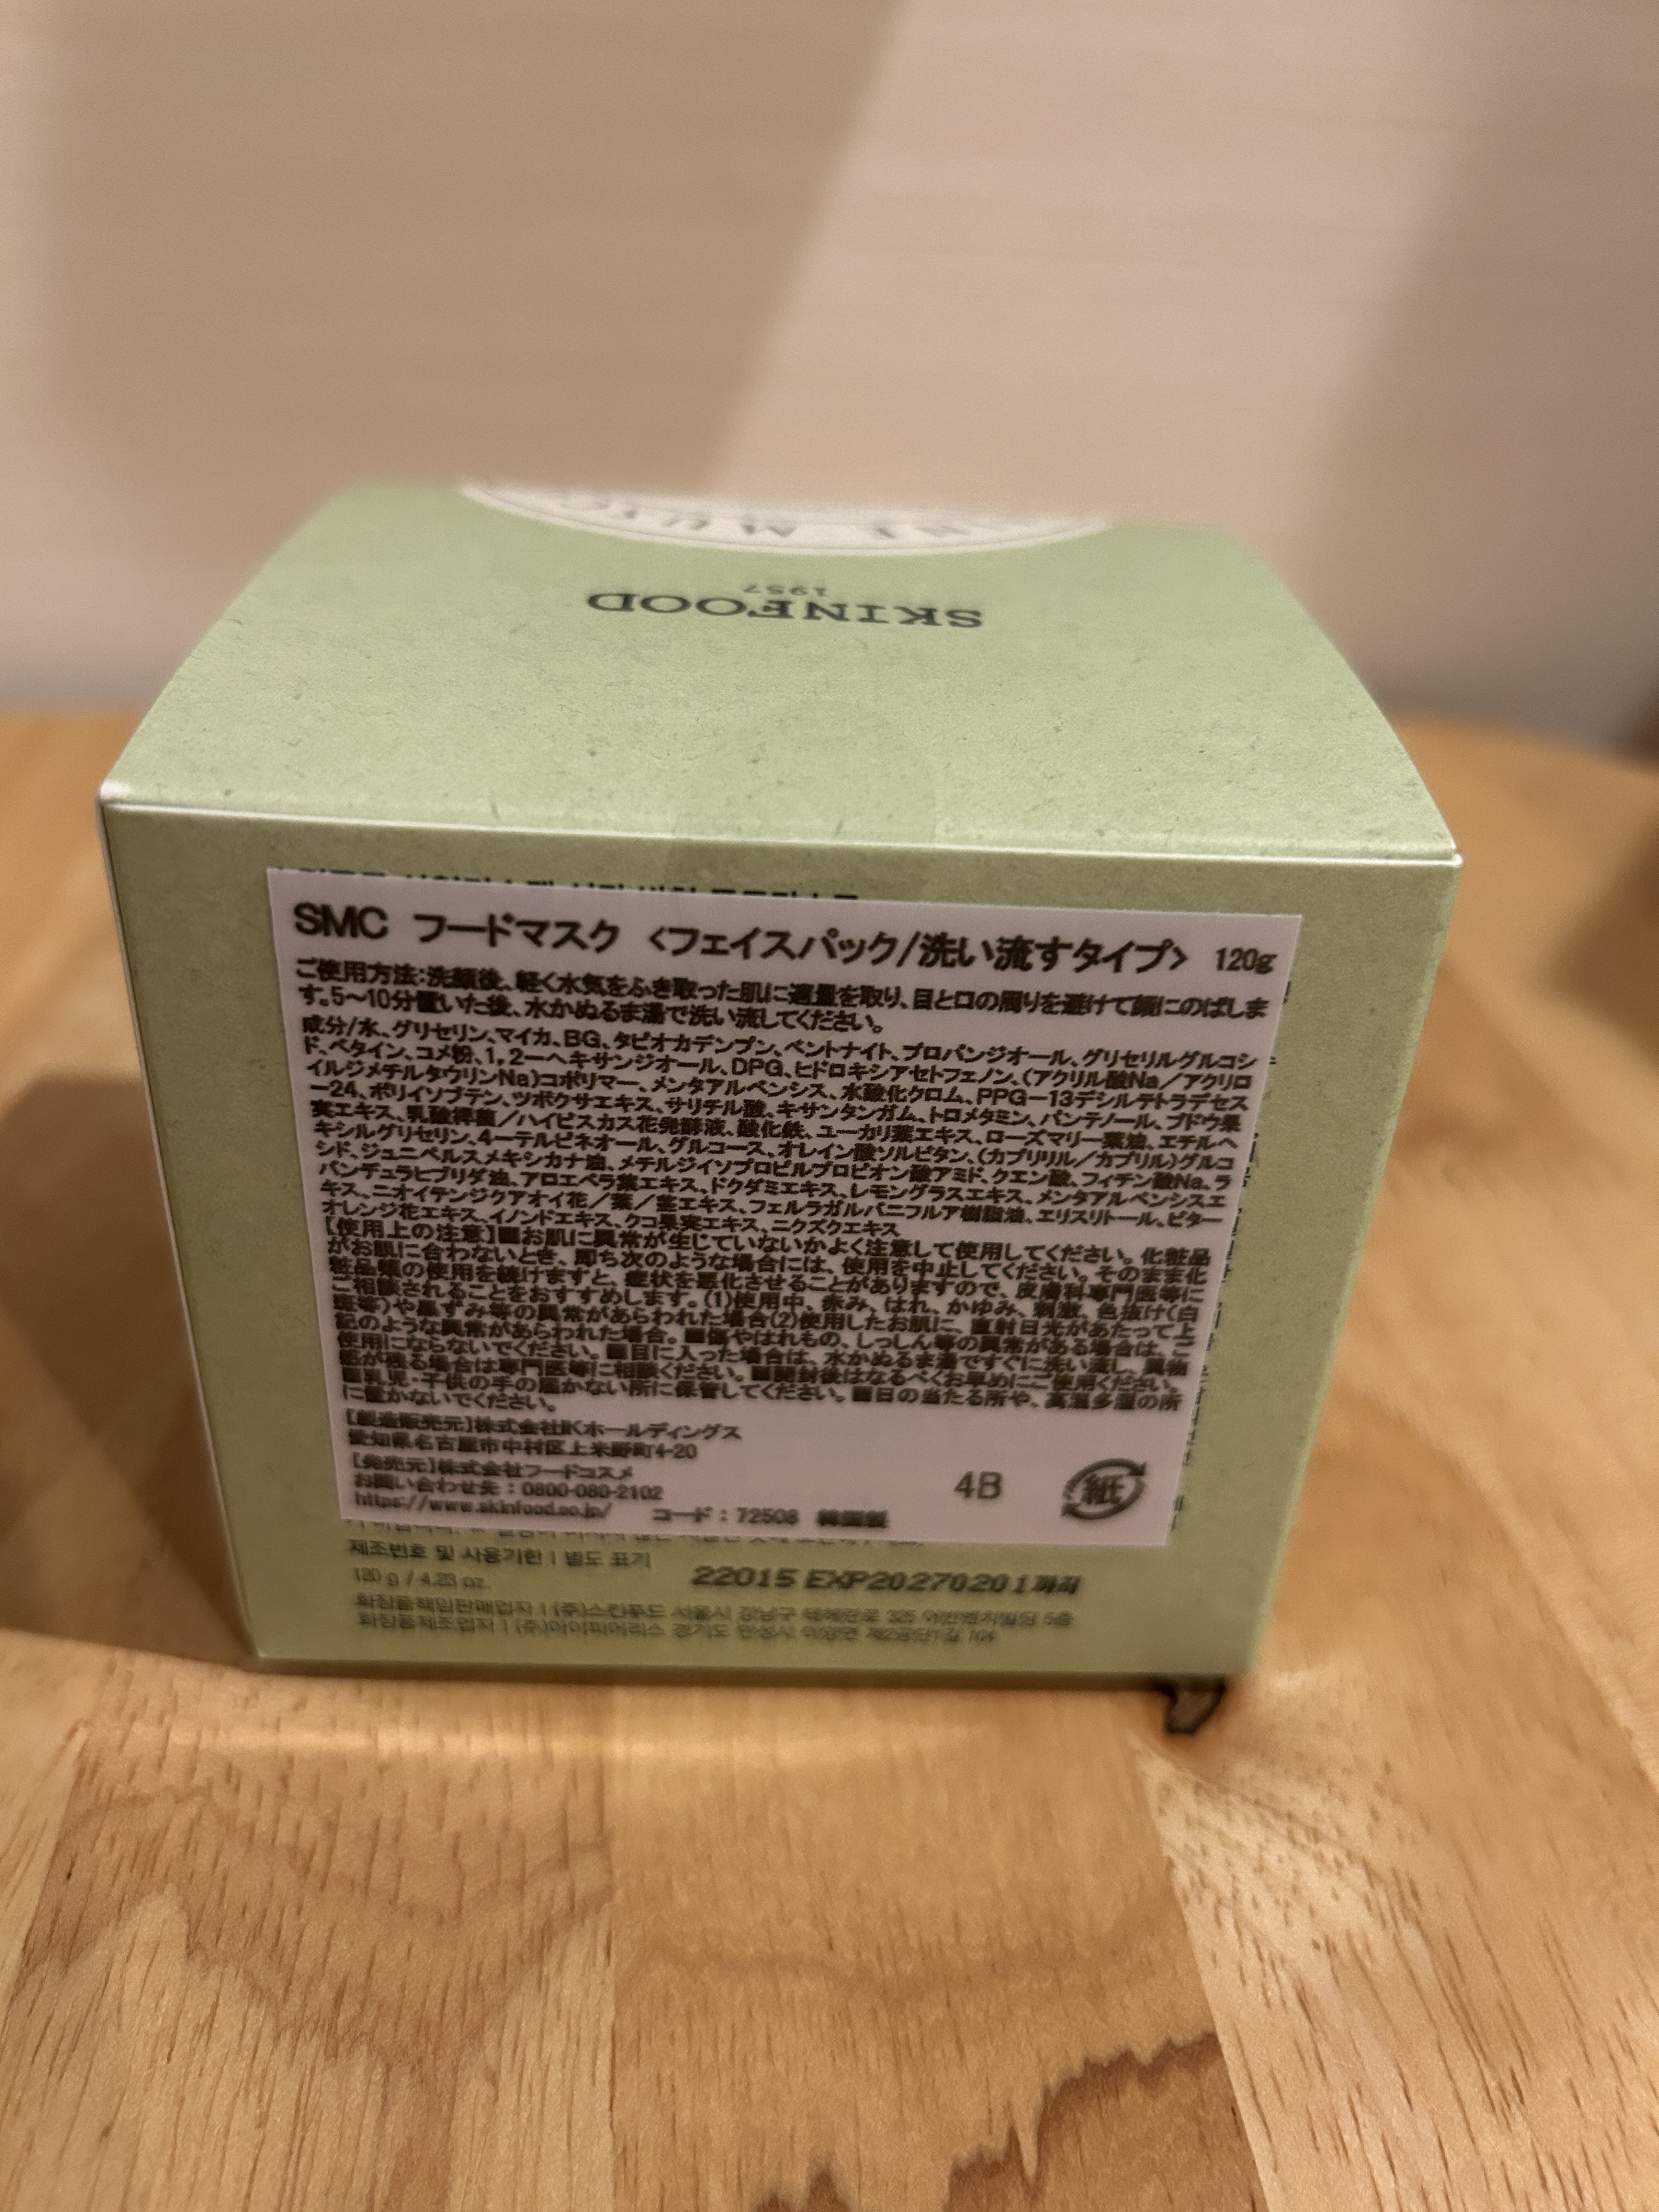 SKINFOOD
1957
SMC フードマスク <フェイスパック/洗い流すタイプ> 120g
ご使用方法:洗顔後、軽く水気をふき取った肌に適量を取り、目と口の周りを避けて顔にのばしま
す。5~10分置いた後、水かぬるま湯で洗い流してください。
成分/水、グリセリン、マイカ、BG、タピオカデンプン、ベントナイト、プロパンジオール、グリセリルグルコシ
ド、ベタイン、コメ粉、1,2ーヘキサンジオール、DPG、ヒドロキシアセトフェノン、(アクリル酸Na/アクリロ
イルジメチルタウリンNa)コポリマー、メンタアルベンシス、水酸化クロム、PPG-13デシルテトラデセス
-24、ポリイソブテン、ツボクサエキス、サリチル酸、キサンタンガム、トロメタミン、パンテノール、ブドウ果
実エキス、乳酸桿菌/ハイビスカス花発酵液、酸化鉄、ユーカリ葉エキス、ローズマリー葉油、エチルヘ
キシルグリセリン、4ーテルピネオール、グルコース、オレイン酸ソルビタン、(カプリリル/カプリル)グルコ
シド、ジュニペルスメキシカナ油、メチルジイソプロピルプロピオン酸アミド、クエン酸、フィチン酸Na、ラ
バンデュラヒブリダ油、アロエベラ葉エキス、ドクダミエキス、レモングラスエキス、メンタアルベンシスエ
キス、ニオイテンジクアオイ花/葉/茎エキス、フェルラガルバニフルア樹脂油、エリスリトール、ビター
オレンジ花エキス、イノンドエキス、クコ果実エキス、ニクズクエキス
[使用上の注意]■お肌に異常が生じていないかよく注意して使用してください。化粧品
がお肌に合わないとき、即ち次のような場合には、使用を中止してください。そのまま化
粧品類の使用を続けますと、症状を悪化させることがありますので、皮膚科専門医等に
ご相談されることをおすすめします。(1)使用中、赤み、はれ、かゆみ、刺激、色抜け(白
斑等)や黒ずみ等の異常があらわれた場合(2)使用したお肌に、直射日光があたって上
記のような異常があらわれた場合。■傷やはれもの、しっしん等の異常がある場合は、ご
使用にならないでください。■目に入った場合は、水かぬるま湯ですぐに洗い流し、異物
感が残る場合は専門医等に相談ください。■開封後はなるべくお早めにご使用ください。
■乳児・子供の手の届かない所に保管してください。■日の当たる所や、高温多湿の所
に置かないでください。
[製造販売元]株式会社IKホールディングス
愛知県名古屋市中村区上米野町4-20
[発売元]株式会社フードコスメ
お問い合わせ先:0800-080-2102
https://www.skinfood.co.jp/ コード:72508 韓国製
4B 紙
제조번호 및 사용기한 | 별도 표기
120 g / 4.23 oz.
22015 EXP20270201까지
화장품책임판매업자 | (주)스킨푸드 서울시 강남구
화장품제조업자 | (주)아이피어리스 경기도 안성시